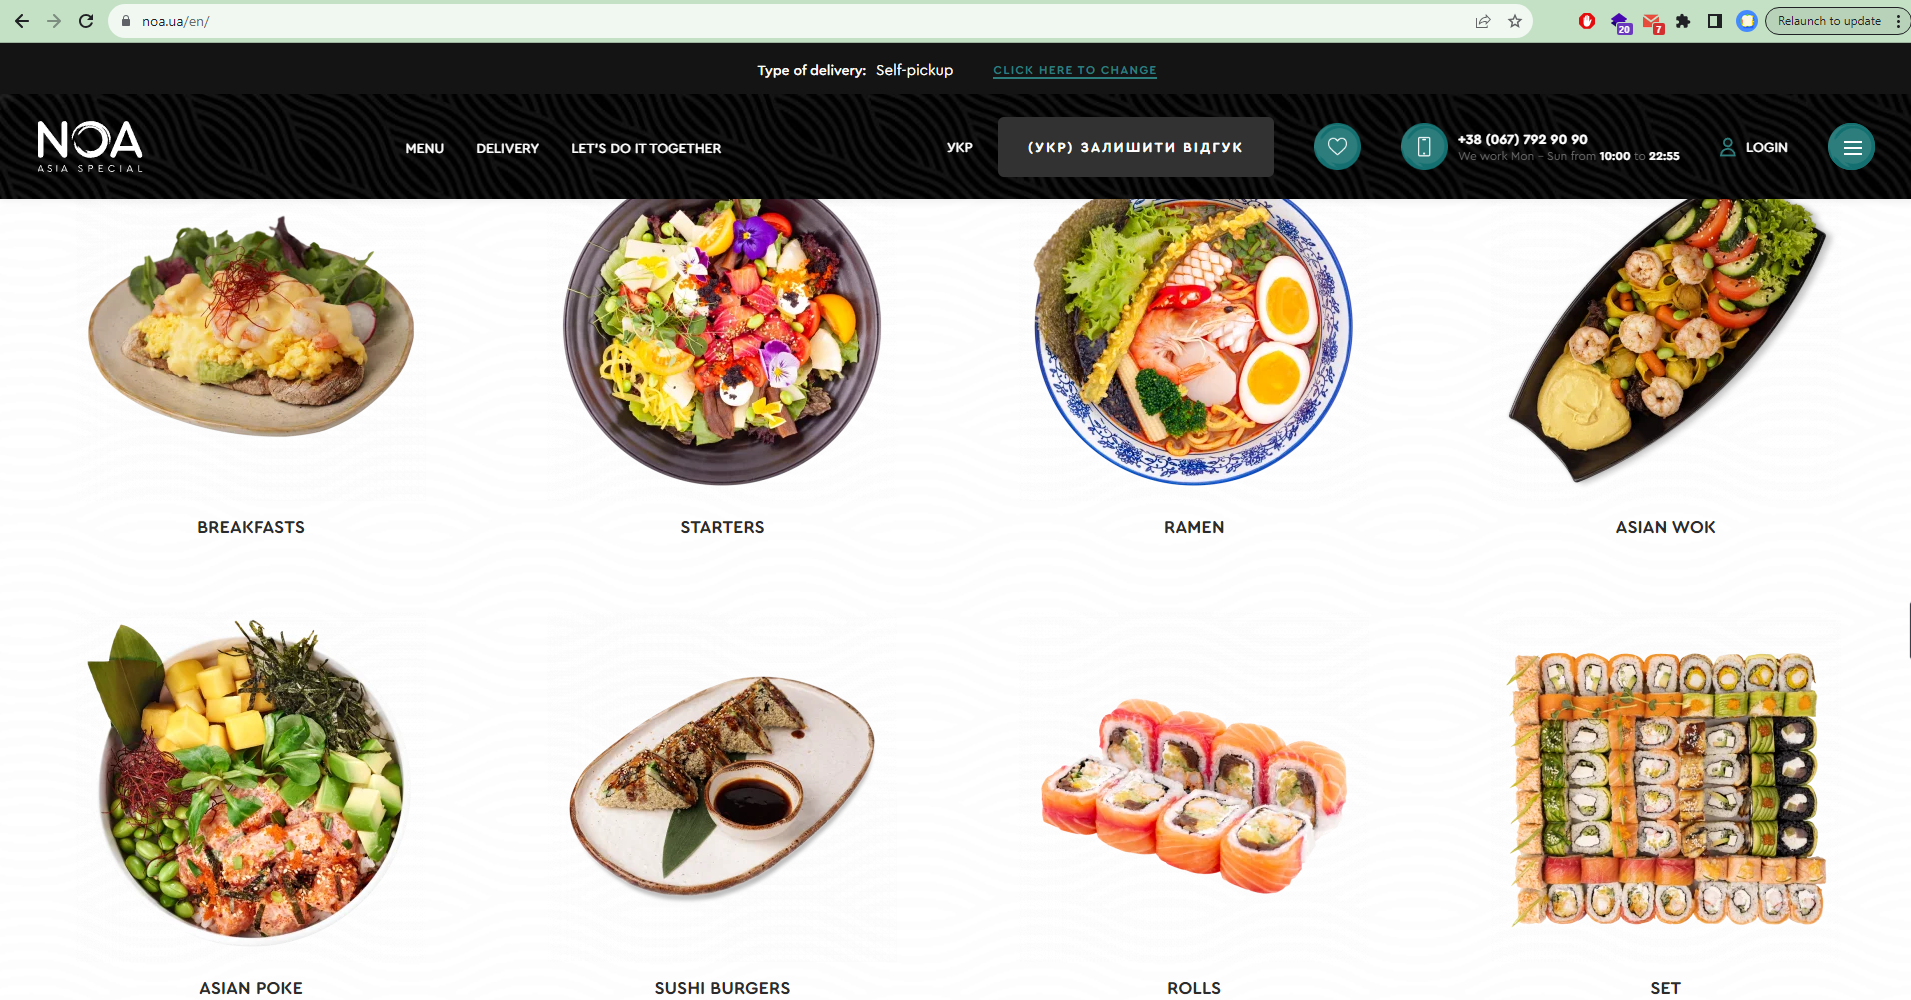 noa.ua/en/
20
7
Relaunch to update
Type of delivery: Self-pickup
CLICK HERE TO CHANGE
NOA
ASIA SPECIAL
MENU
DELIVERY
LET'S DO IT TOGETHER
УКР
(УКР) ЗАЛИШИТИ ВІДГУК
+38 (067) 792 90 90
We work Mon - Sun from 10:00 to 22:55
LOGIN
BREAKFASTS
STARTERS
RAMEN
ASIAN WOK
ASIAN POKE
SUSHI BURGERS
ROLLS
SET